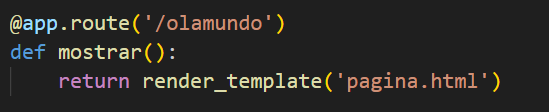 @app.route('/olamundo')
def mostrar():
    return render_template('pagina.html')